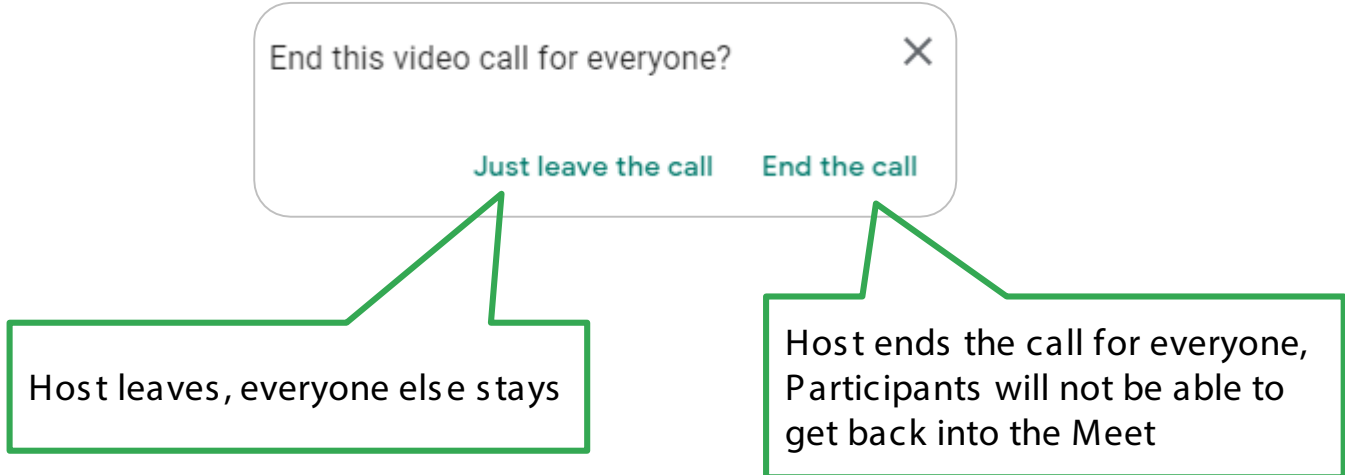 End this video call for everyone?
Just leave the call End the call
Host leaves, everyone else stays
Host ends the call for everyone,
Participants will not be able to
get back into the Meet